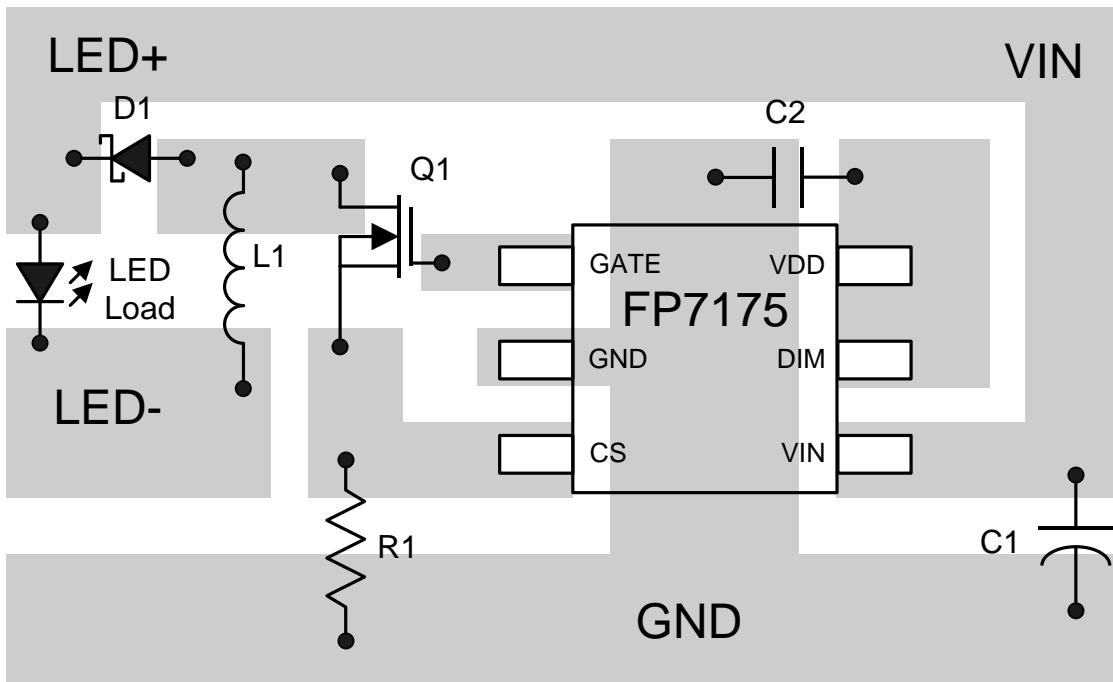 LED+
VIN
D1
C2
Q1
L1
LED
Load
GATE
VDD
FP7175
GND
DIM
LED-
CS
VIN
R1
C1
GND